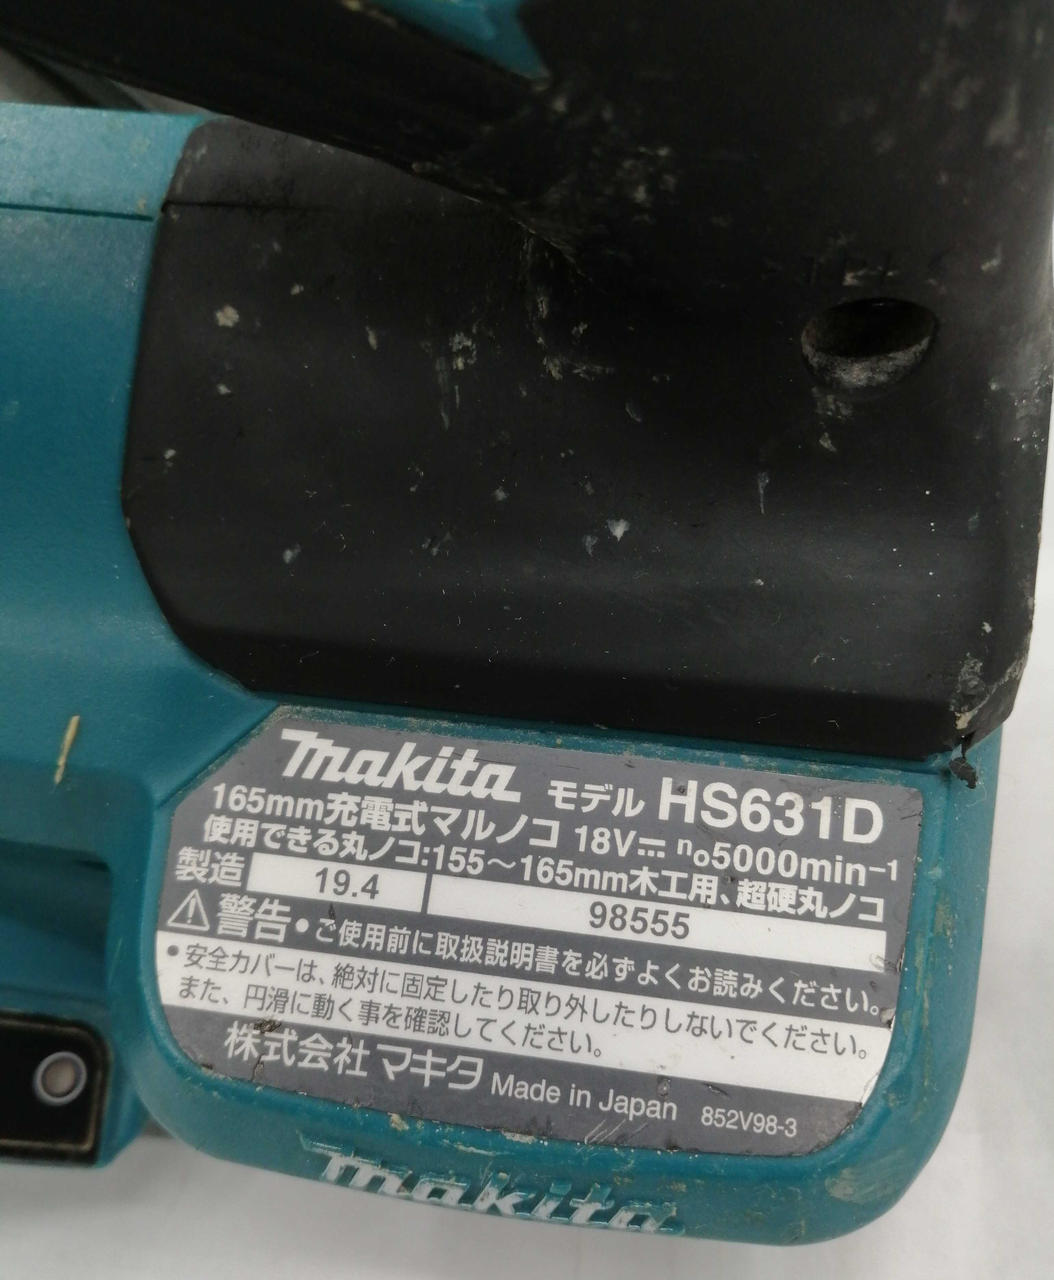 makita モデル HS631D
165mm充電式マルノコ 18V⎓ n₀5000min⁻¹
使用できる丸ノコ:155～165mm木工用、超硬丸ノコ
製造 19.4 98555
⚠警告 •ご使用前に取扱説明書を必ずよくお読みください。
•安全カバーは、絶対に固定したり取り外したりしないでください。
また、円滑に動く事を確認してください。
株式会社マキタ Made in Japan 852V98-3
makita